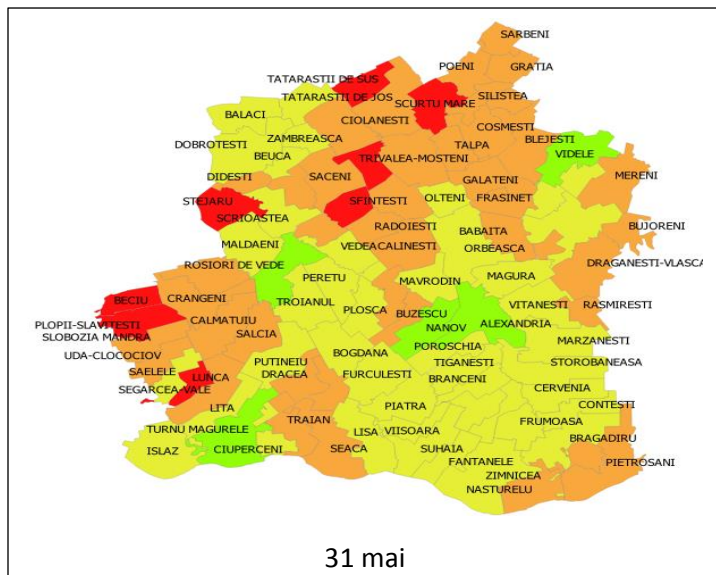 SARBENI
POENI
GRATIA
TATARASTII DE SUS
TATARASTII DE JOS
SCURTU MARE
SILISTEA
BALACI
CIOLANESTI
COSMESTI
ZAMBREASCA
DOBROTESTI
BEUCA
TRIVALEA-MOSTENI
TALPA
BLEJESTI
VIDELE
DIDESTI
SACENI
GALATENI
MERENI
STEJARU
SFINTESTI
OLTENI
FRASINET
SCRIOASTEA
RADOIESTI
BABAITA
BUJORENI
MALDAENI
VEDEA
CALINESTI
ORBEASCA
ROSIORI DE VEDE
DRAGANESTI-VLASCA
PERETU
MAVRODIN
MAGURA
BECIU
CRANGENI
TROIANUL
PLOSCA
BUZESCU
VITANESTI
RASMIRESTI
PLOPII-SLAVITESTI
CALMATUIU
NANOV
ALEXANDRIA
SLOBOZIA MANDRA
SALCIA
POROSCHIA
MARZANESTI
UDA-CLOCOCIOV
BOGDANA
PUTINEIU
TIGANESTI
STOROBANEASA
SAELELE
LUNCA
DRACEA
FURCULESTI
BRANCENI
SEGARCEA-VALE
CERVENIA
LITA
PIATRA
CONTESTI
TRAIAN
FRUMOASA
TURNU MAGURELE
LISA
VIISOARA
BRAGADIRU
ISLAZ
CIUPERCENI
SEACA
SUHAIA
FANTANELE
PIETROSANI
ZIMNICEA
NASTURELU
31 mai